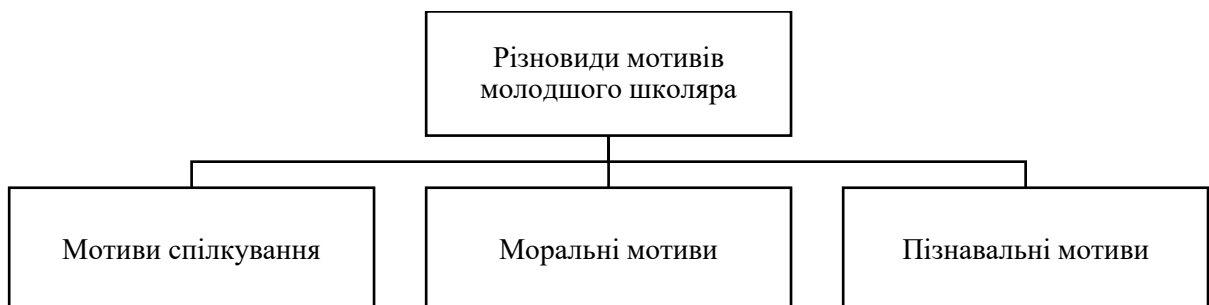 Різновиди мотивів
молодшого школяра
Мотиви спілкування
Моральні мотиви
Пізнавальні мотиви